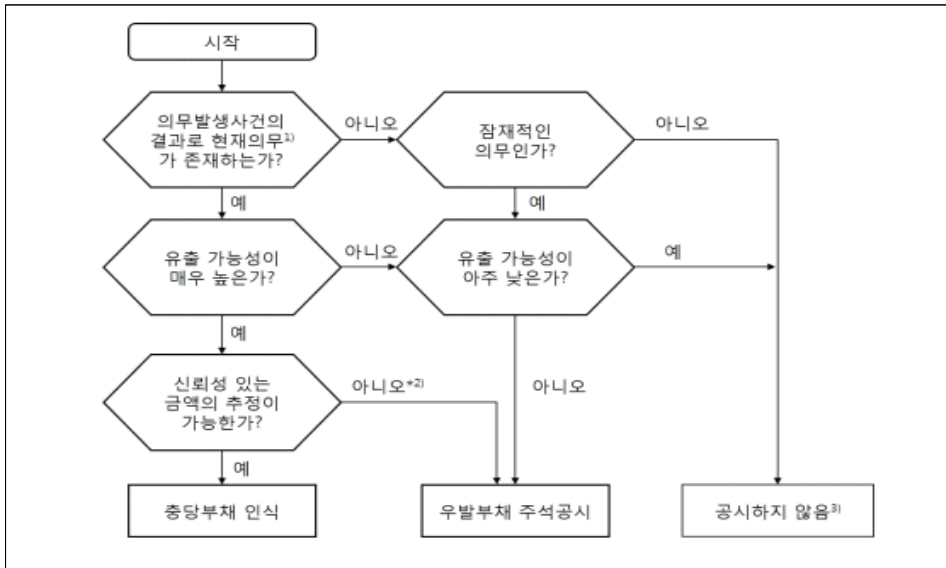 시작
의무발생사건의
결과로 현재의무1)
가 존재하는가?
아니오
잠재적인
의무인가?
아니오
예
예
유출 가능성이
매우 높은가?
아니오
유출 가능성이
아주 낮은가?
예
예
신뢰성 있는
금액의 추정이
가능한가?
아니오*2)
아니오
예
충당부채 인식
우발부채 주석공시
공시하지 않음3)